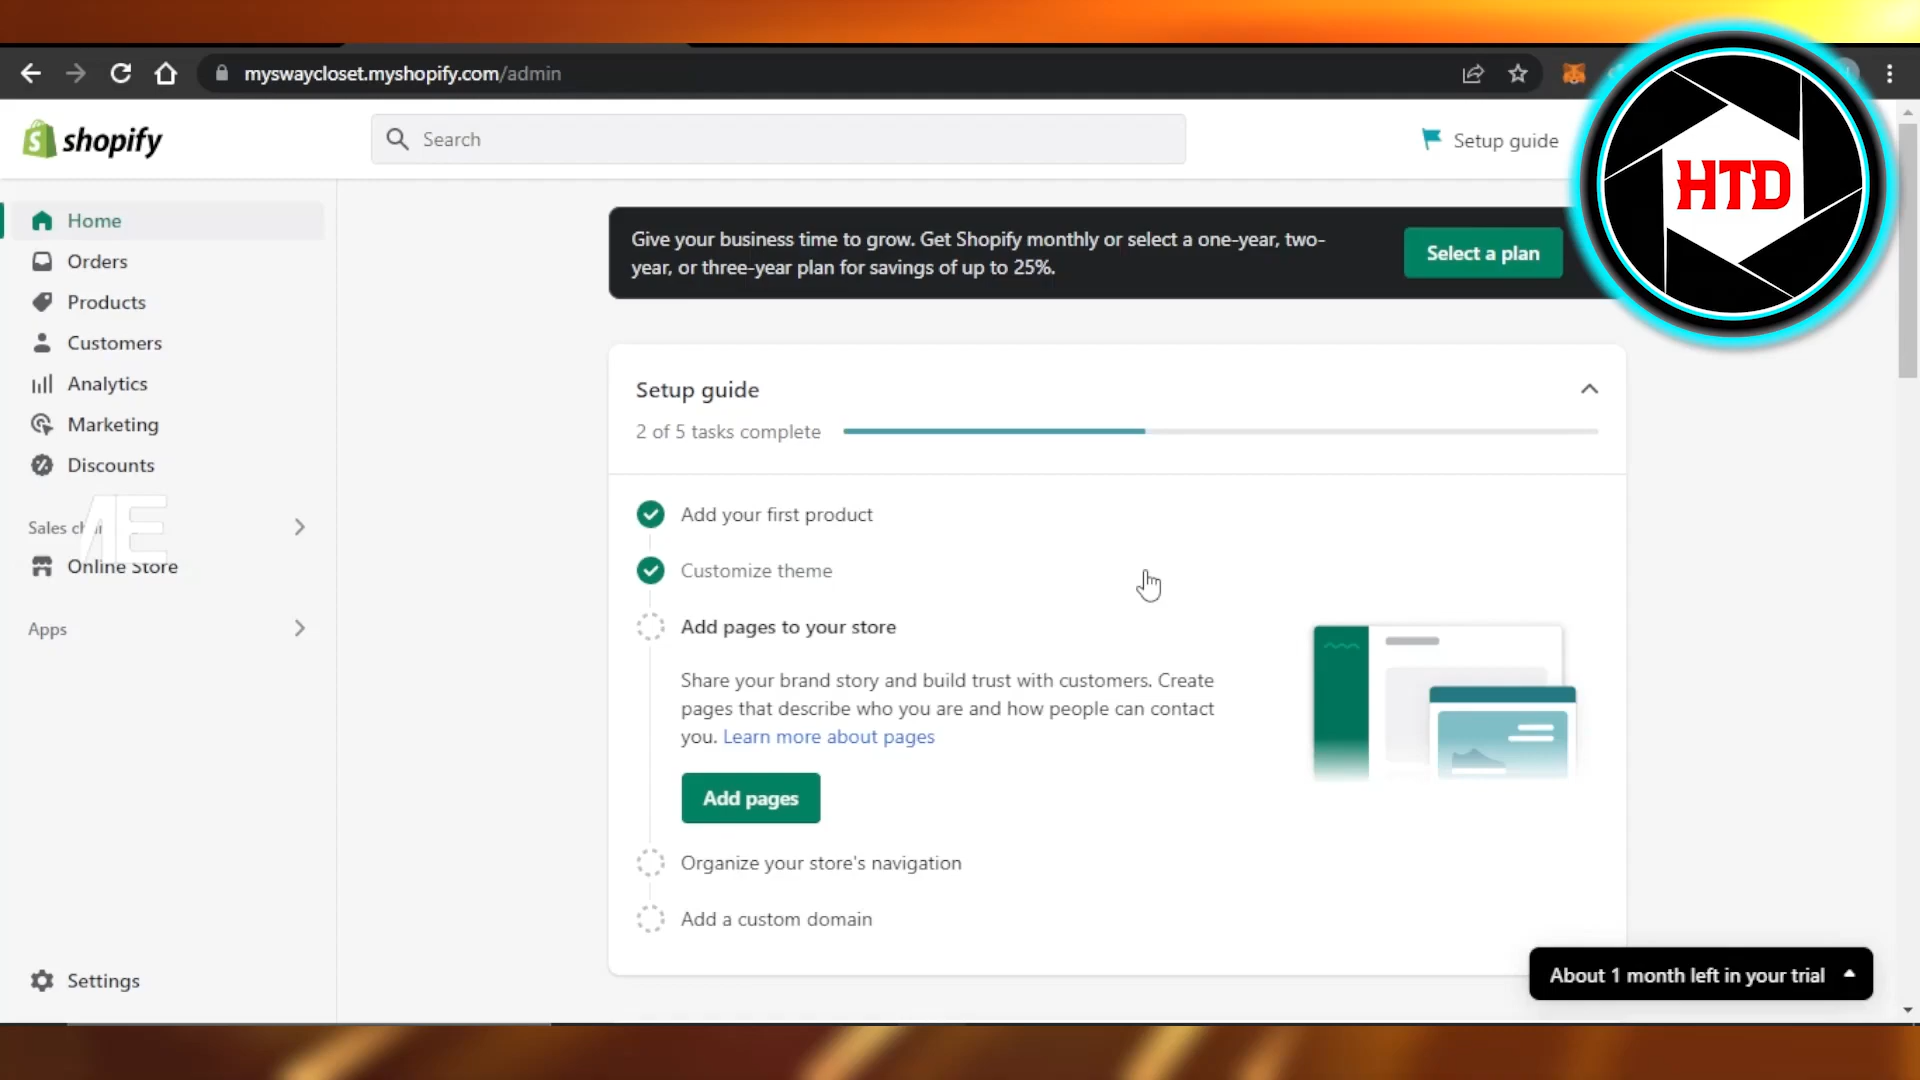 myswaycloset.myshopify.com/admin
shopify
Search
Setup guide
HTD
Home
Orders
Products
Customers
Analytics
Marketing
Discounts
Sales
ME
Online Store
Apps
Settings
Give your business time to grow. Get Shopify monthly or select a one-year, two-
year, or three-year plan for savings of up to 25%.
Select a plan
Setup guide
2 of 5 tasks complete
Add your first product
Customize theme
Add pages to your store
Share your brand story and build trust with customers. Create
pages that describe who you are and how people can contact
you. Learn more about pages
Add pages
Organize your store's navigation
Add a custom domain
About 1 month left in your trial